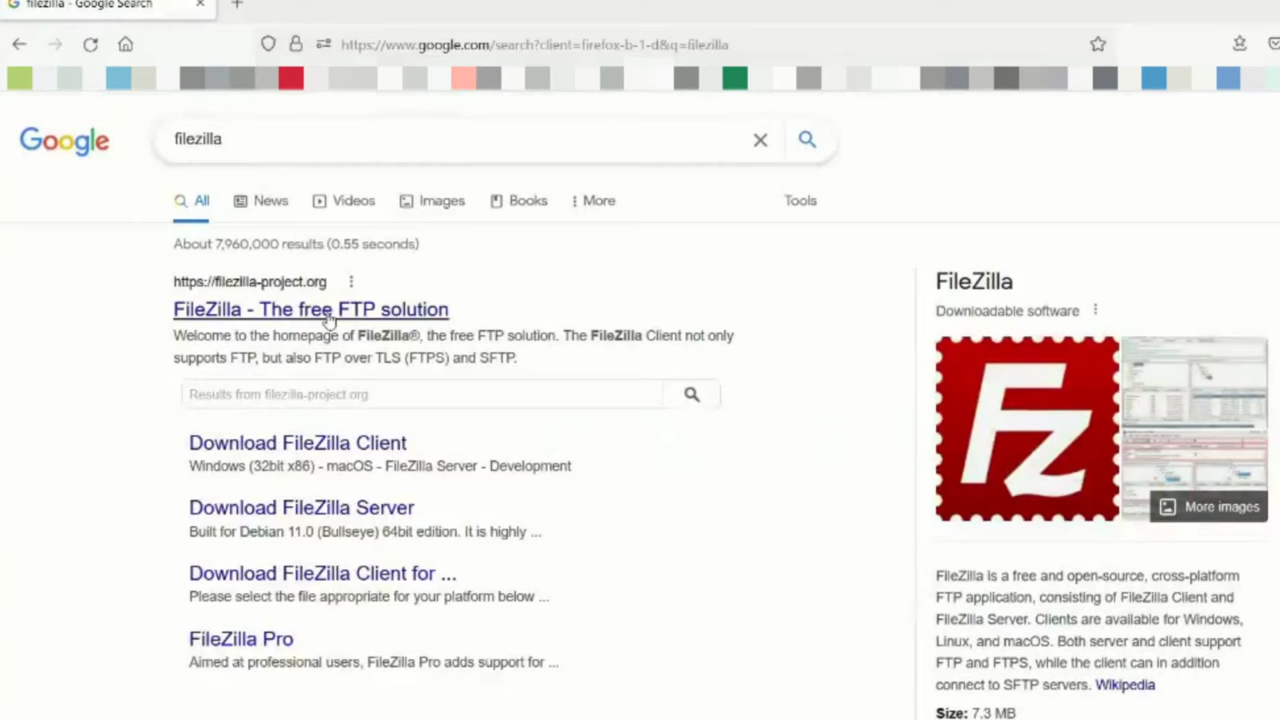 filezilla - Google Search
https://www.google.com/search?client=firefox-b-1-d&q=filezilla
Google
filezilla
All
News
Videos
Images
Books
More
Tools
About 7,960,000 results (0.55 seconds)
https://filezilla-project.org
FileZilla - The free FTP solution
Welcome to the homepage of FileZilla®, the free FTP solution. The FileZilla Client not only
supports FTP, but also FTP over TLS (FTPS) and SFTP.
Results from filezilla-project.org
Download FileZilla Client
Windows (32bit x86) - macOS - FileZilla Server - Development
Download FileZilla Server
Built for Debian 11.0 (Bullseye) 64bit edition. It is highly ...
Download FileZilla Client for ...
Please select the file appropriate for your platform below ...
FileZilla Pro
Aimed at professional users, FileZilla Pro adds support for ...
FileZilla
Downloadable software
Fz
More images
FileZilla is a free and open-source, cross-platform
FTP application, consisting of FileZilla Client and
FileZilla Server. Clients are available for Windows,
Linux, and macOS. Both server and client support
FTP and FTPS, while the client can in addition
connect to SFTP servers. Wikipedia
Size: 7.3 MB